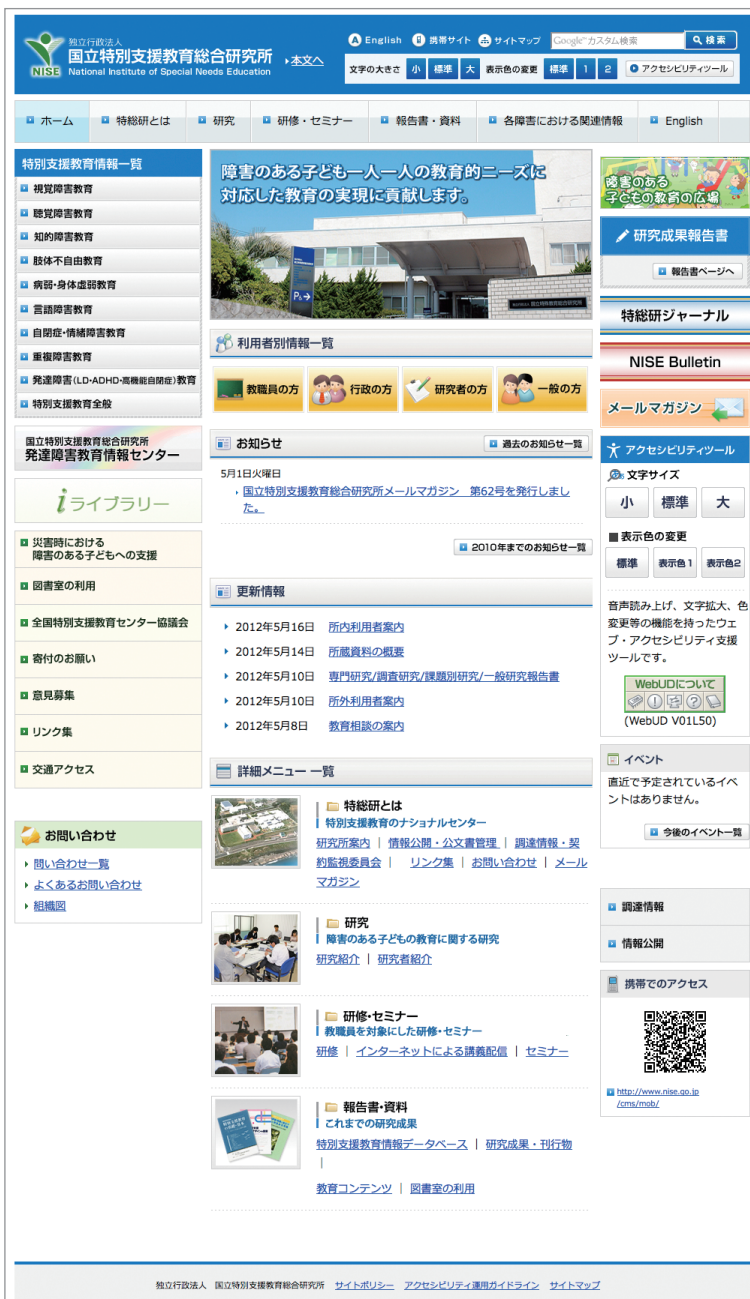 独立行政法人
国立特別支援教育総合研究所
National Institute of Special Needs Education
NISE
本文へ
English 携帯サイト サイトマップ Google カスタム検索 検索
文字の大きさ 小 標準 大 表示色の変更 標準 1 2 アクセシビリティツール
ホーム 特総研とは 研究 研修・セミナー 報告書・資料 各障害における関連情報 English
特別支援教育情報一覧
視覚障害教育
聴覚障害教育
知的障害教育
肢体不自由教育
病弱・身体虚弱教育
言語障害教育
自閉症・情緒障害教育
重複障害教育
発達障害(LD・ADHD・高機能自閉症)教育
特別支援教育全般
国立特別支援教育総合研究所
発達障害教育情報センター
iライブラリー
災害時における
障害のある子どもへの支援
図書室の利用
全国特別支援教育センター協議会
寄付のお願い
意見募集
リンク集
交通アクセス
お問い合わせ
問い合わせ一覧
よくあるお問い合わせ
組織図
障害のある子ども一人一人の教育的ニーズに
対応した教育の実現に貢献します。
利用者別情報一覧
教職員の方 行政の方 研究者の方 一般の方
お知らせ 過去のお知らせ一覧
5月1日火曜日
国立特別支援教育総合研究所メールマガジン 第62号を発行しまし
た。
2010年までのお知らせ一覧
更新情報
2012年5月16日 所内利用者案内
2012年5月14日 所蔵資料の概要
2012年5月10日 専門研究/調査研究/課題別研究/一般研究報告書
2012年5月10日 所外利用者案内
2012年5月8日 教育相談の案内
詳細メニュー 一覧
特総研とは
特別支援教育のナショナルセンター
研究所案内 | 情報公開・公文書管理 | 調達情報・契
約監視委員会 | リンク集 | お問い合わせ | メール
マガジン
研究
障害のある子どもの教育に関する研究
研究紹介 | 研究者紹介
研修・セミナー
教職員を対象にした研修・セミナー
研修 | インターネットによる講義配信 | セミナー
報告書・資料
これまでの研究成果
特別支援教育情報データベース | 研究成果・刊行物
|
教育コンテンツ | 図書室の利用
障害のある
子どもの教育の広場
研究成果報告書
報告書ページへ
特総研ジャーナル
NISE Bulletin
メールマガジン
アクセシビリティツール
文字サイズ
小 標準 大
■表示色の変更
標準 表示色1 表示色2
音声読み上げ、文字拡大、色
変更等の機能を持ったウェ
ブ・アクセシビリティ支援
ツールです。
WebUDについて
(WebUD V01L50)
イベント
直近で予定されているイベ
ントはありません。
今後のイベント一覧
調達情報
情報公開
携帯でのアクセス
http://www.nise.go.jp
/cms/mob/
独立行政法人 国立特別支援教育総合研究所 サイトポリシー アクセシビリティ運用ガイドライン サイトマップ